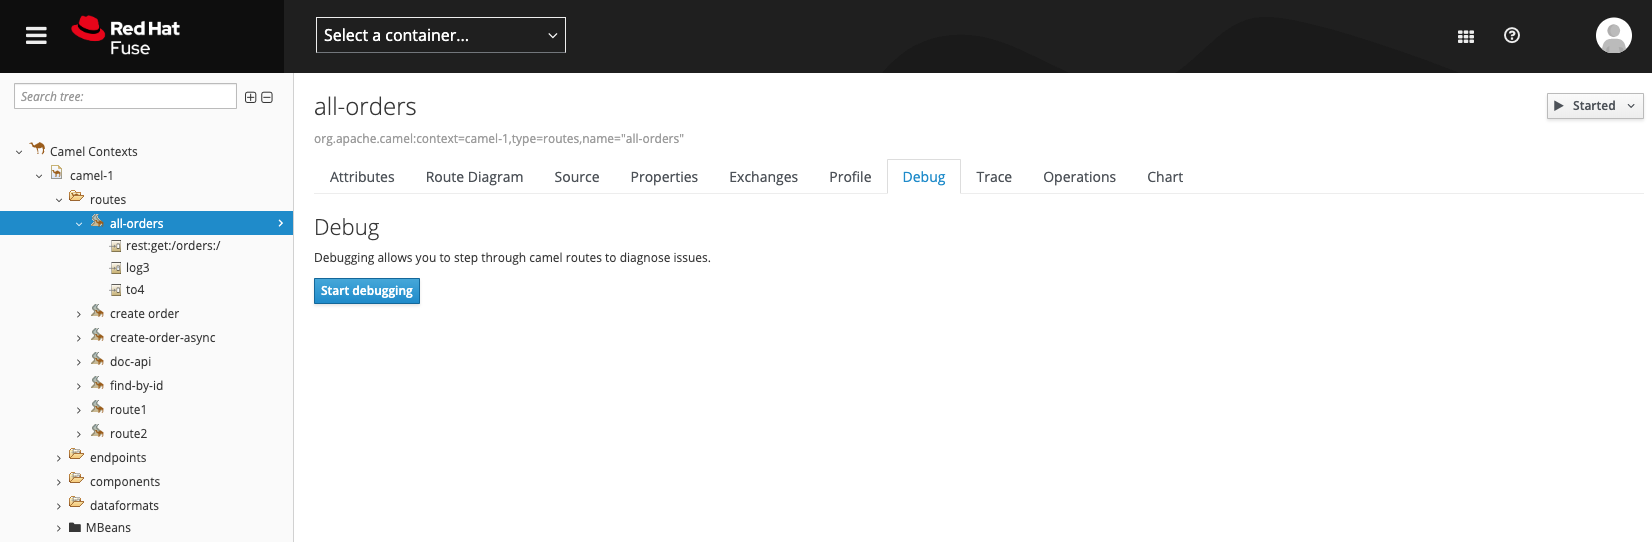 Red Hat
Fuse
Select a container...
Search tree:
Camel Contexts
camel-1
routes
all-orders
rest:get:/orders:/
log3
to4
create order
create-order-async
doc-api
find-by-id
route1
route2
endpoints
components
dataformats
MBeans
all-orders
Started
org.apache.camel:context=camel-1,type=routes,name="all-orders"
Attributes Route Diagram Source Properties Exchanges Profile Debug Trace Operations Chart
Debug
Debugging allows you to step through camel routes to diagnose issues.
Start debugging